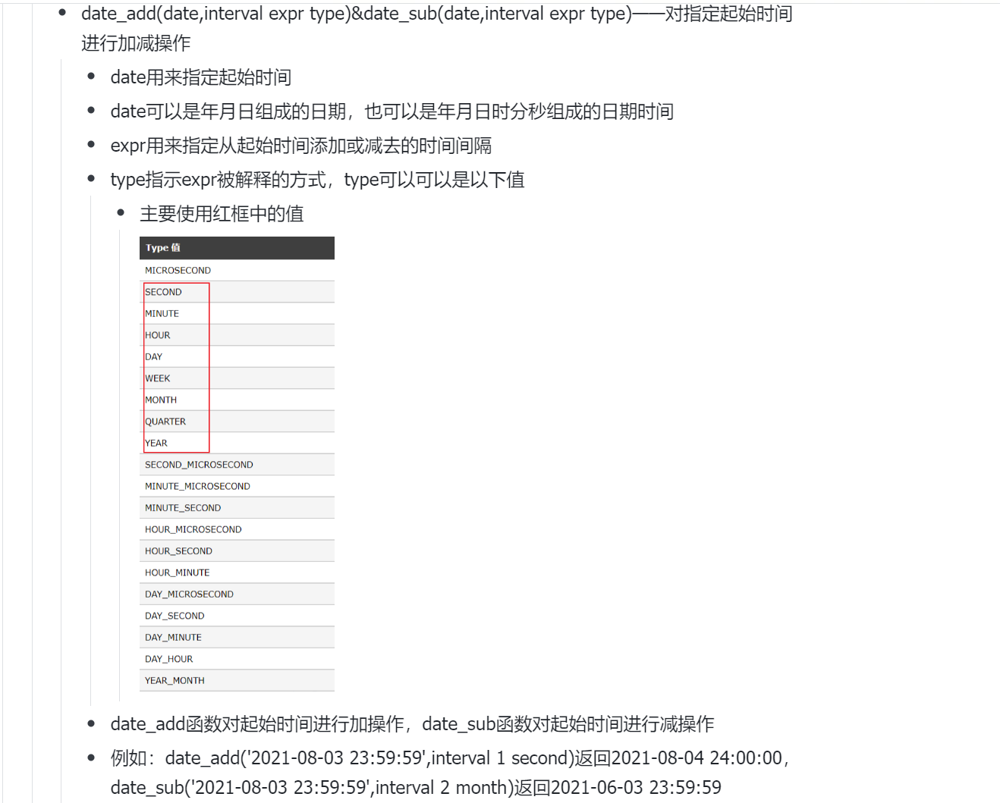 date_add(date,interval expr type)&date_sub(date,interval expr type)——对指定起始时间
进行加减操作
date用来指定起始时间
date可以是年月日组成的日期，也可以是年月日时分秒组成的日期时间
expr用来指定从起始时间添加或减去的时间间隔
type指示expr被解释的方式，type可以可以是以下值
主要使用红框中的值
Type 值
MICROSECOND
SECOND
MINUTE
HOUR
DAY
WEEK
MONTH
QUARTER
YEAR
SECOND_MICROSECOND
MINUTE_MICROSECOND
MINUTE_SECOND
HOUR_MICROSECOND
HOUR_SECOND
HOUR_MINUTE
DAY_MICROSECOND
DAY_SECOND
DAY_MINUTE
DAY_HOUR
YEAR_MONTH
date_add函数对起始时间进行加操作，date_sub函数对起始时间进行减操作
例如：date_add('2021-08-03 23:59:59',interval 1 second)返回2021-08-04 24:00:00，
date_sub('2021-08-03 23:59:59',interval 2 month)返回2021-06-03 23:59:59